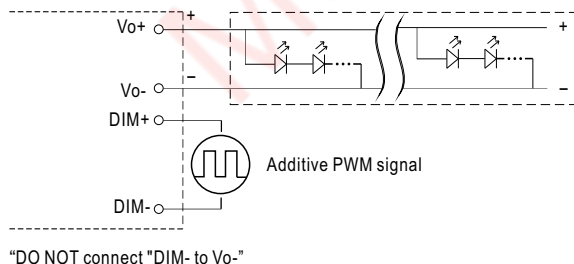 Vo+
+
+
Vo-
−
−
DIM+
Additive PWM signal
DIM-
“DO NOT connect "DIM- to Vo-”